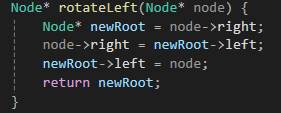 Node* rotateLeft(Node* node) {
    Node* newRoot = node->right;
    node->right = newRoot->left;
    newRoot->left = node;
    return newRoot;
}